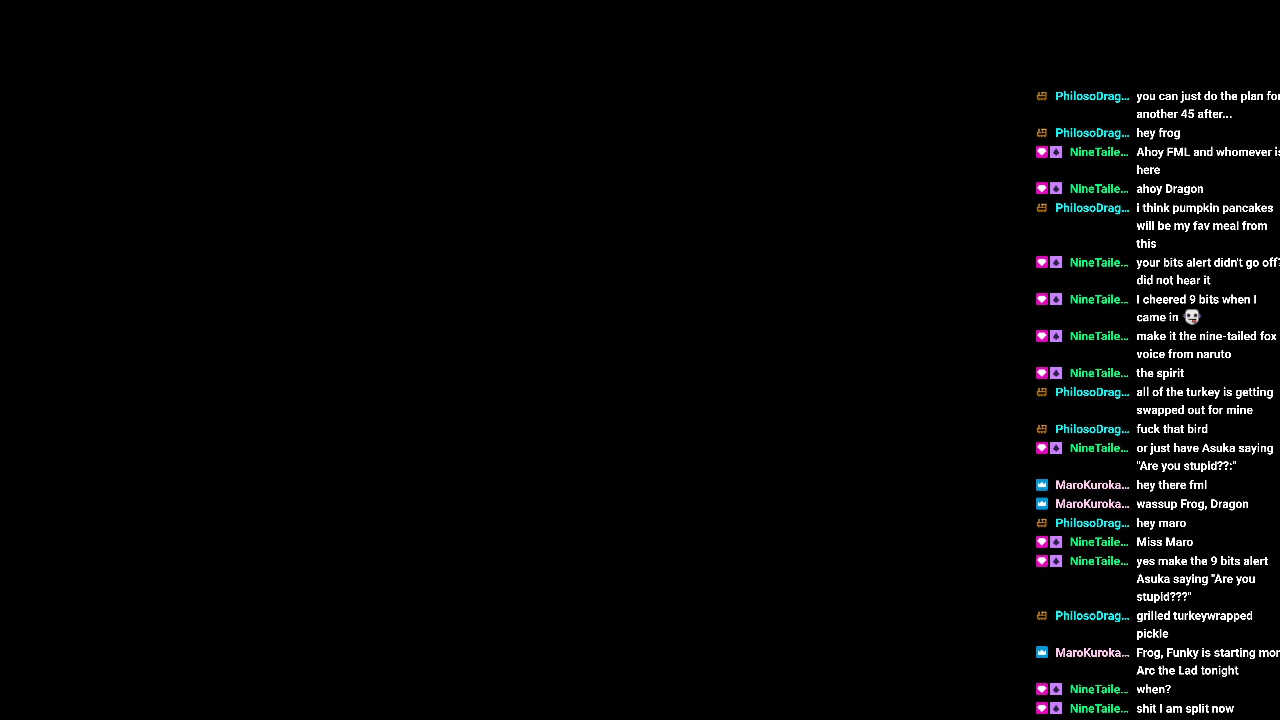 PhilosoDrag... you can just do the plan for
another 45 after...
PhilosoDrag... hey frog
NineTaile... Ahoy FML and whomever is
here
NineTaile... ahoy Dragon
PhilosoDrag... i think pumpkin pancakes
will be my fav meal from
this
NineTaile... your bits alert didn't go off?
did not hear it
NineTaile... I cheered 9 bits when I
came in
NineTaile... make it the nine-tailed fox
voice from naruto
NineTaile... the spirit
PhilosoDrag... all of the turkey is getting
swapped out for mine
PhilosoDrag... fuck that bird
NineTaile... or just have Asuka saying
"Are you stupid??:"
MaroKuroka... hey there fml
MaroKuroka... wassup Frog, Dragon
PhilosoDrag... hey maro
NineTaile... Miss Maro
NineTaile... yes make the 9 bits alert
Asuka saying "Are you
stupid???"
PhilosoDrag... grilled turkeywrapped
pickle
MaroKuroka... Frog, Funky is starting mor
Arc the Lad tonight
NineTaile... when?
NineTaile... shit I am split now